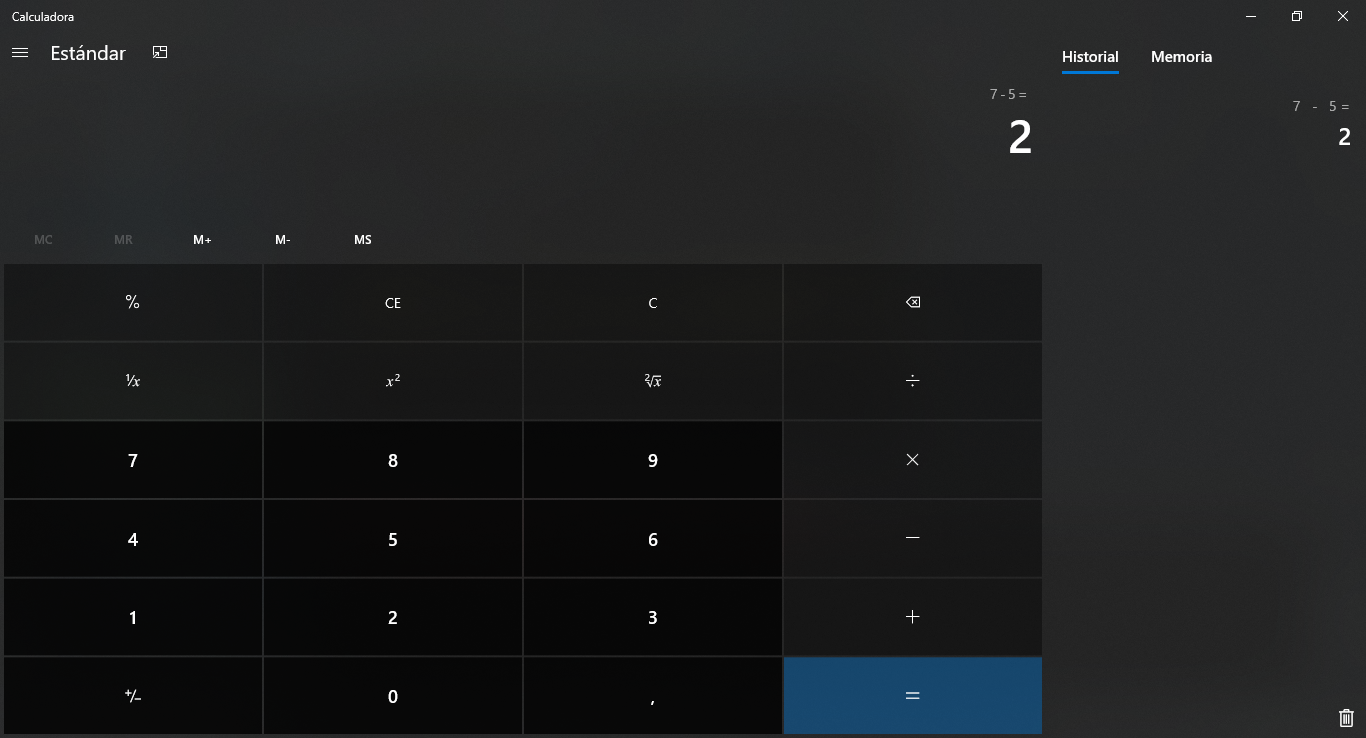 Calculadora
Estándar
Historial Memoria
7 - 5 =
2
7 - 5 =
2
MC MR M+ M- MS
% CE C
¹/x x² ²√x ÷
7 8 9 ×
4 5 6 −
1 2 3 +
+/− 0 , =